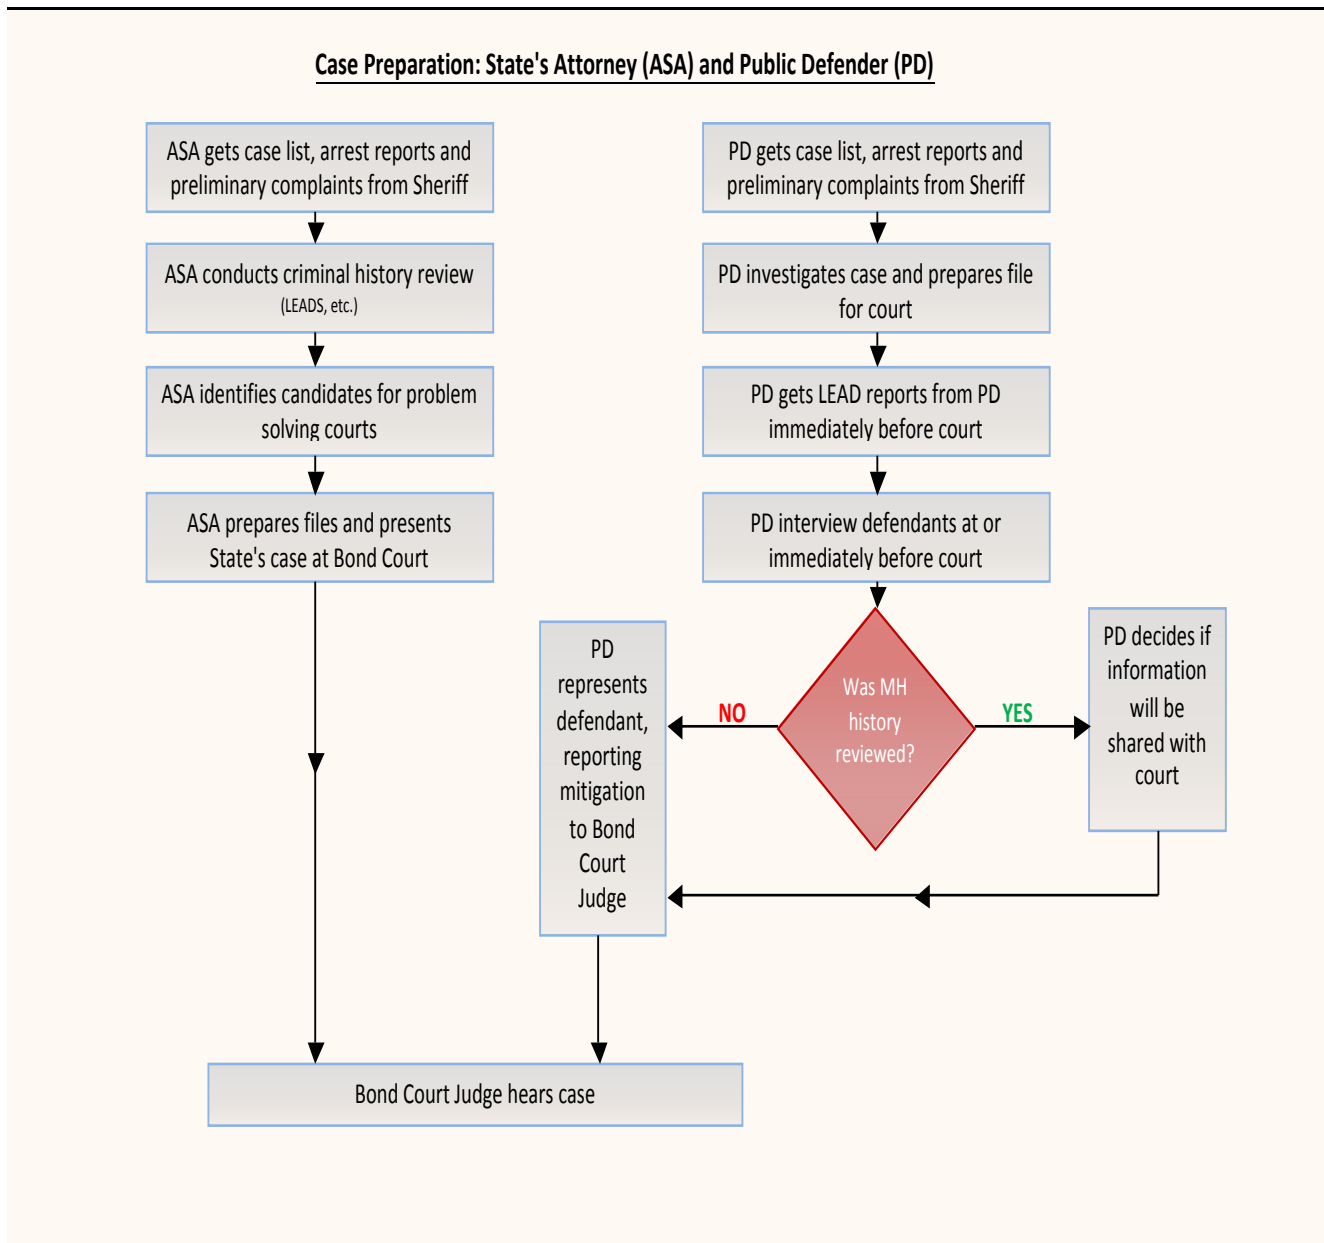 Case Preparation: State's Attorney (ASA) and Public Defender (PD)
ASA gets case list, arrest reports and
preliminary complaints from Sheriff
ASA conducts criminal history review
(LEADS, etc.)
ASA identifies candidates for problem
solving courts
ASA prepares files and presents
State's case at Bond Court
PD gets case list, arrest reports and
preliminary complaints from Sheriff
PD investigates case and prepares file
for court
PD gets LEAD reports from PD
immediately before court
PD interview defendants at or
immediately before court
Was MH
history
reviewed?
NO
YES
PD
represents
defendant,
reporting
mitigation
to Bond
Court
Judge
PD decides if
information
will be
shared with
court
Bond Court Judge hears case